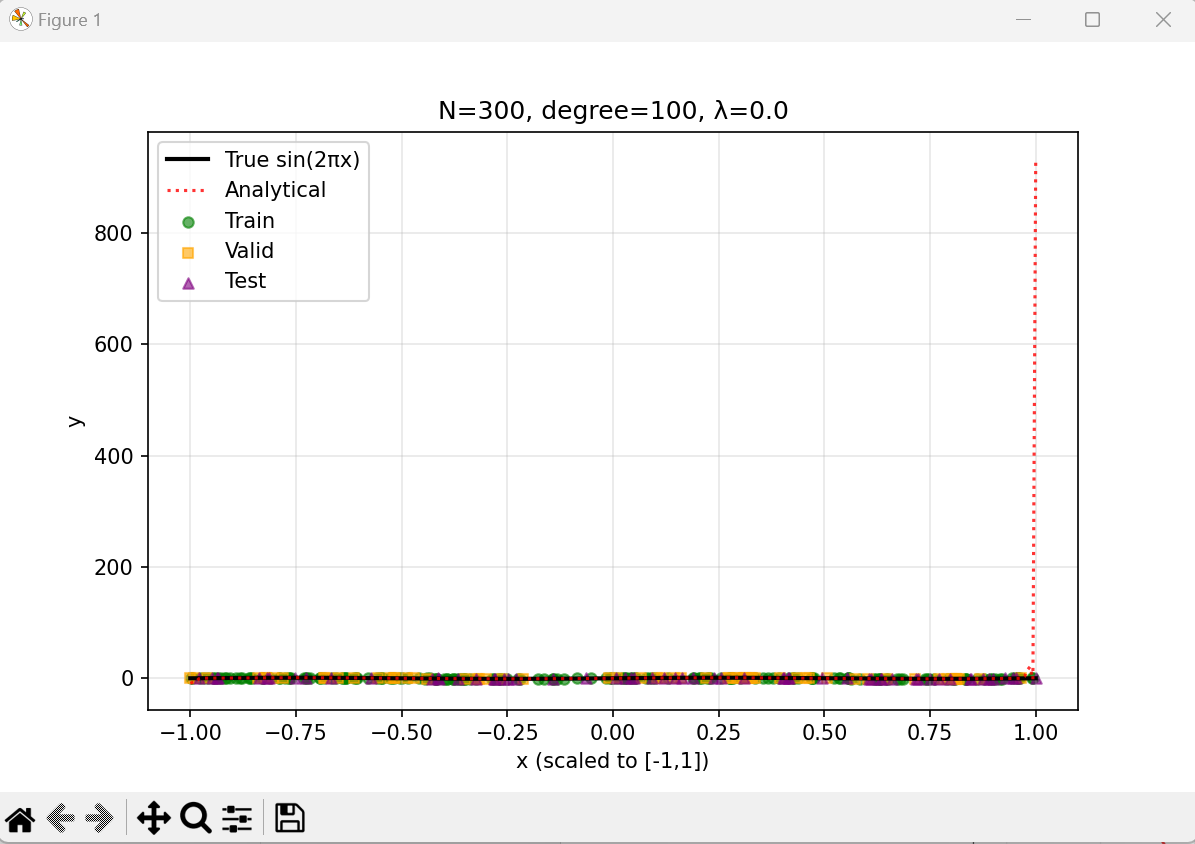 Figure 1
N=300, degree=100, λ=0.0
True sin(2πx)
Analytical
Train
Valid
Test
800
600
400
200
0
y
−1.00 −0.75 −0.50 −0.25 0.00 0.25 0.50 0.75 1.00
x (scaled to [-1,1])